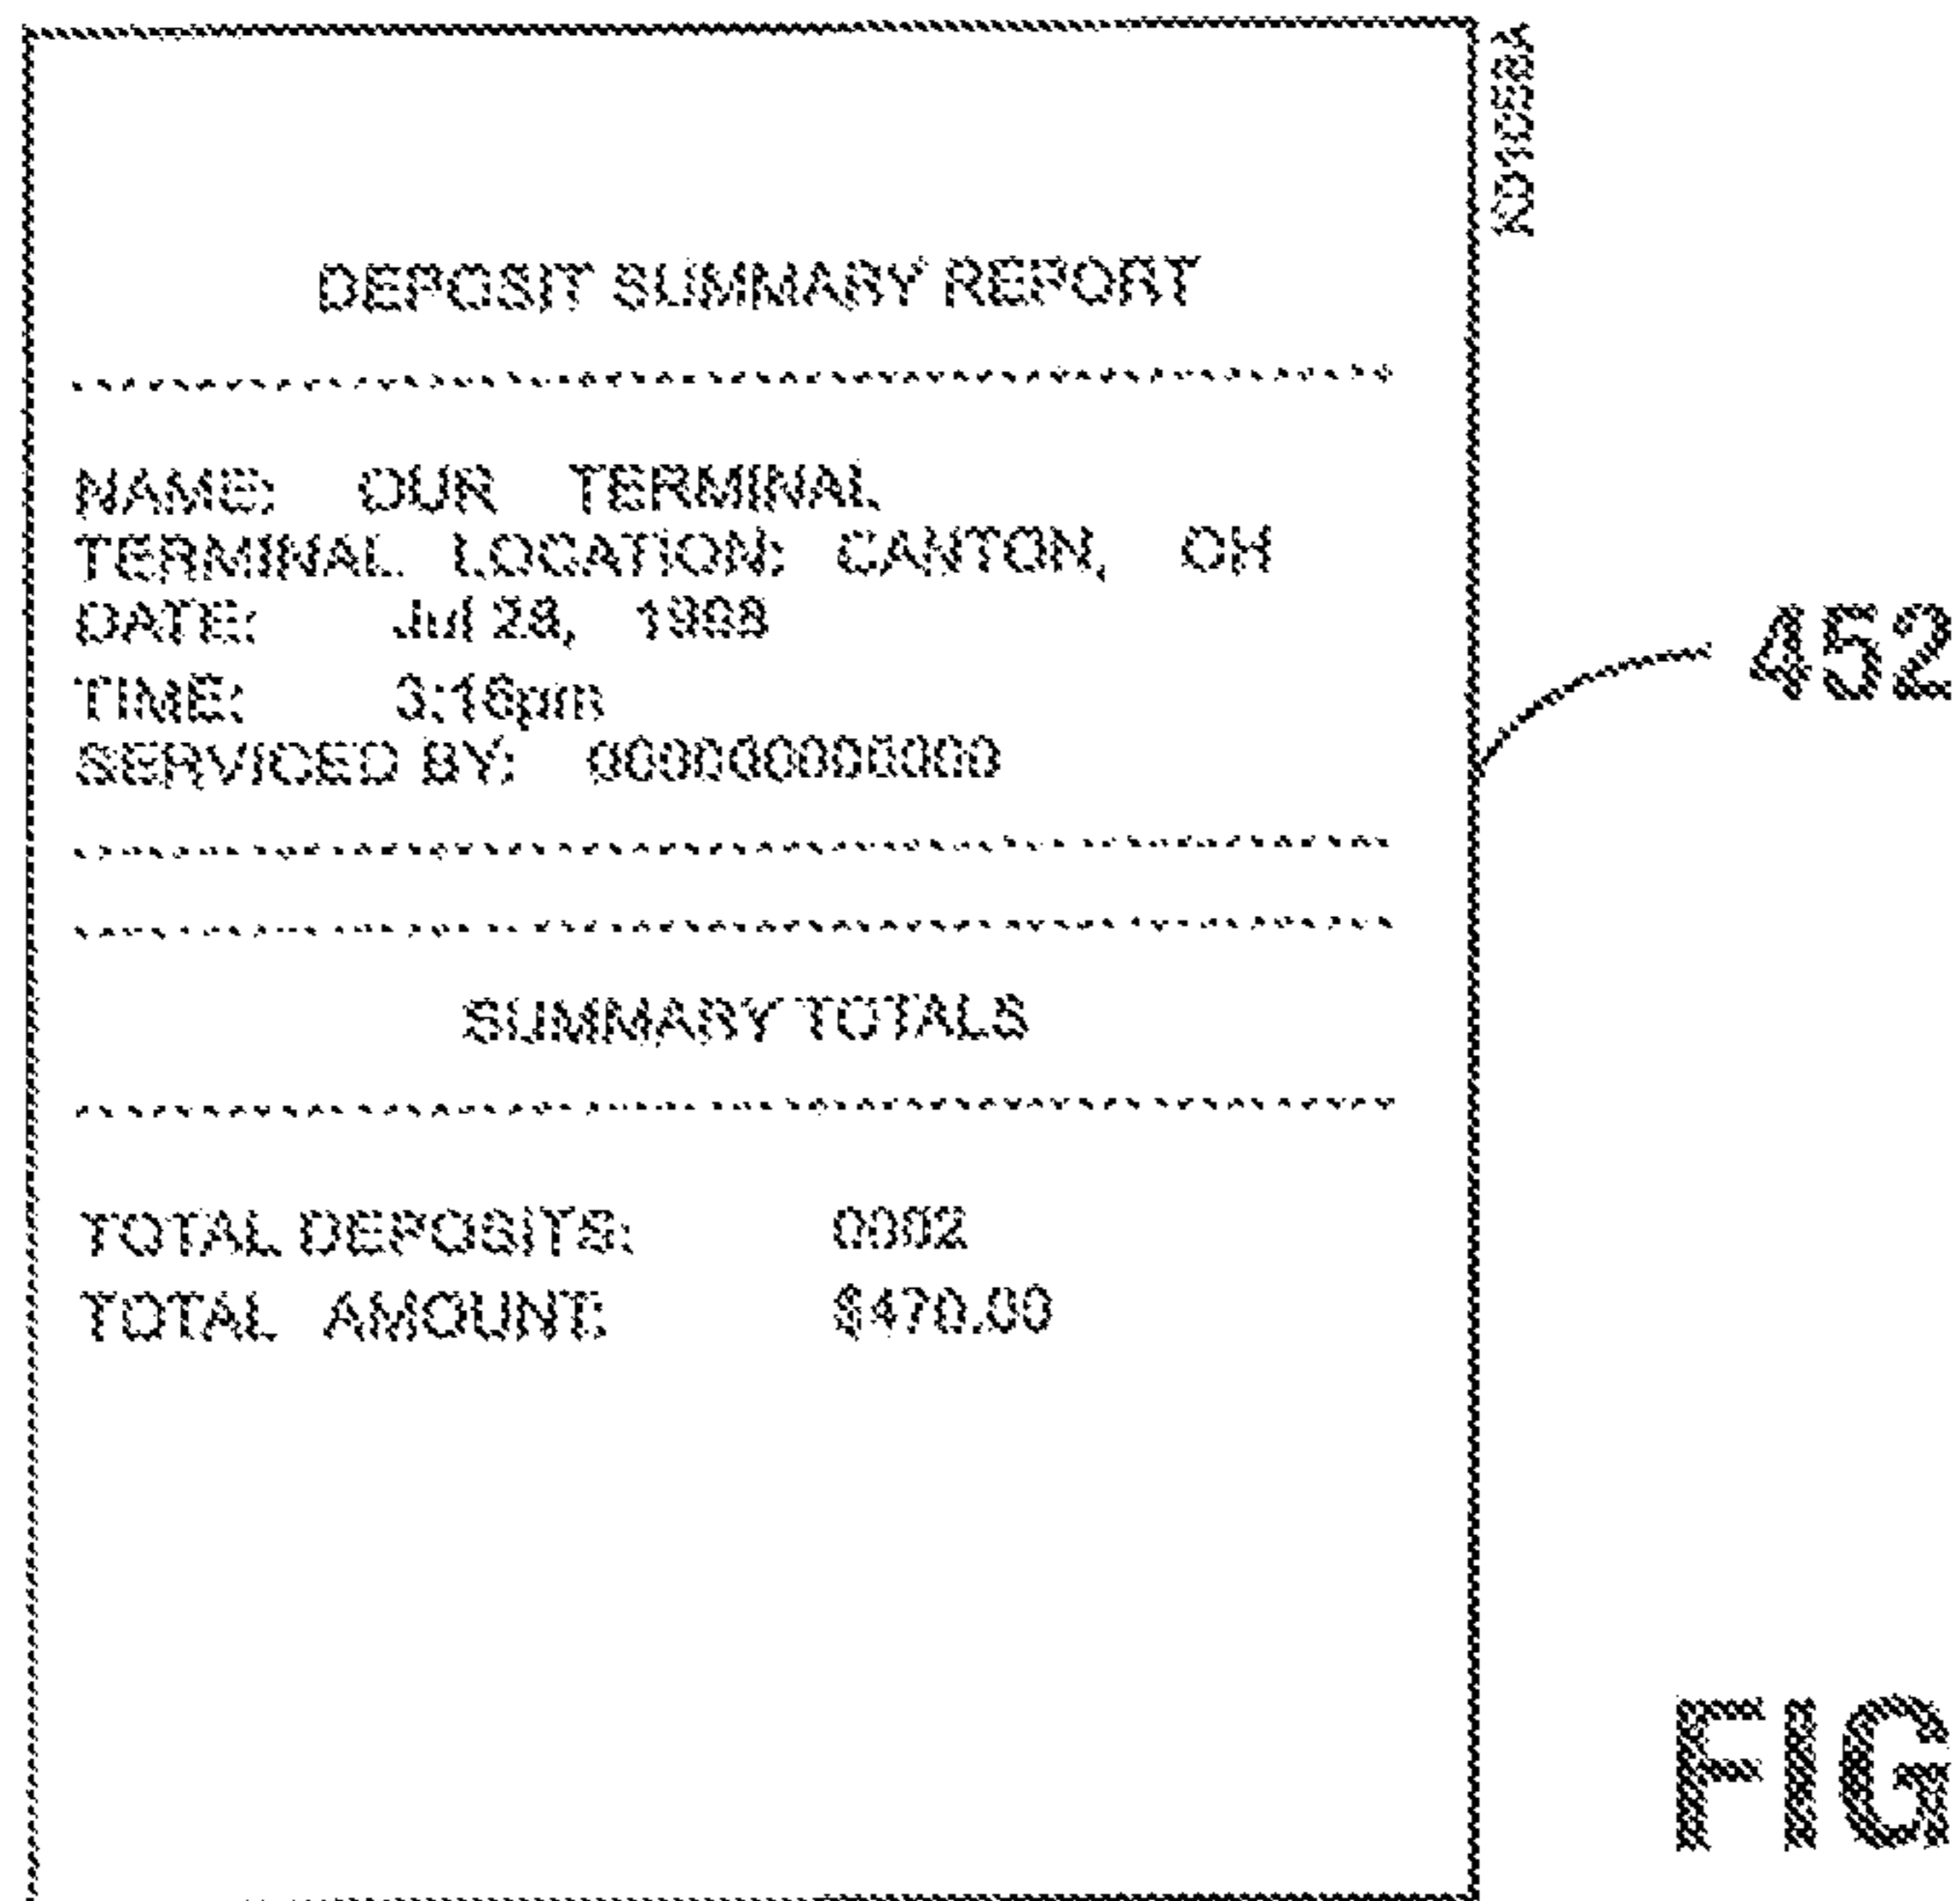 DEPOSIT SUMMARY REPORT
NAME: OUR TERMINAL
TERMINAL LOCATION: CANTON, OH
DATE: Jul 28, 1998
TIME: 3:16pm
SERVICED BY: 000000000000
452
SUMMARY TOTALS
TOTAL DEPOSITS: 0002
TOTAL AMOUNT: $470.00
FIG